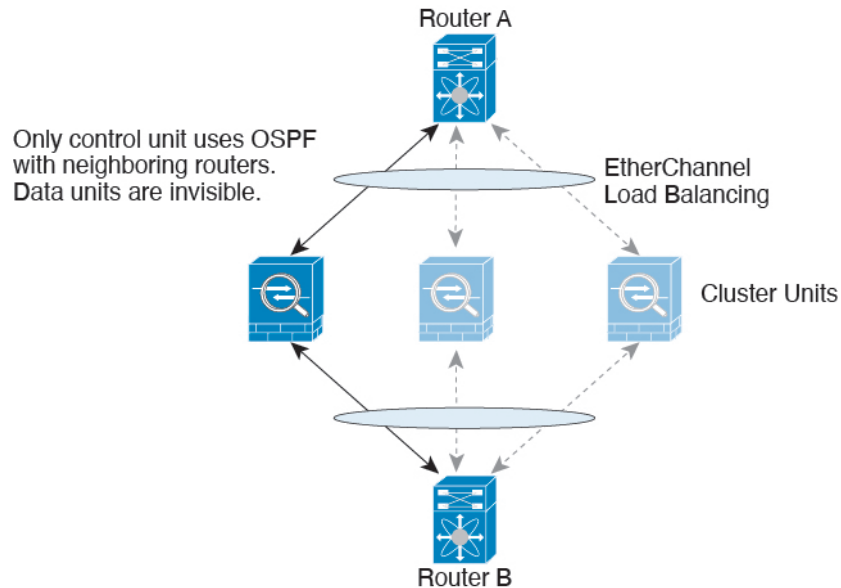 Router A
Only control unit uses OSPF
with neighboring routers.
Data units are invisible.
EtherChannel
Load Balancing
Cluster Units
Router B